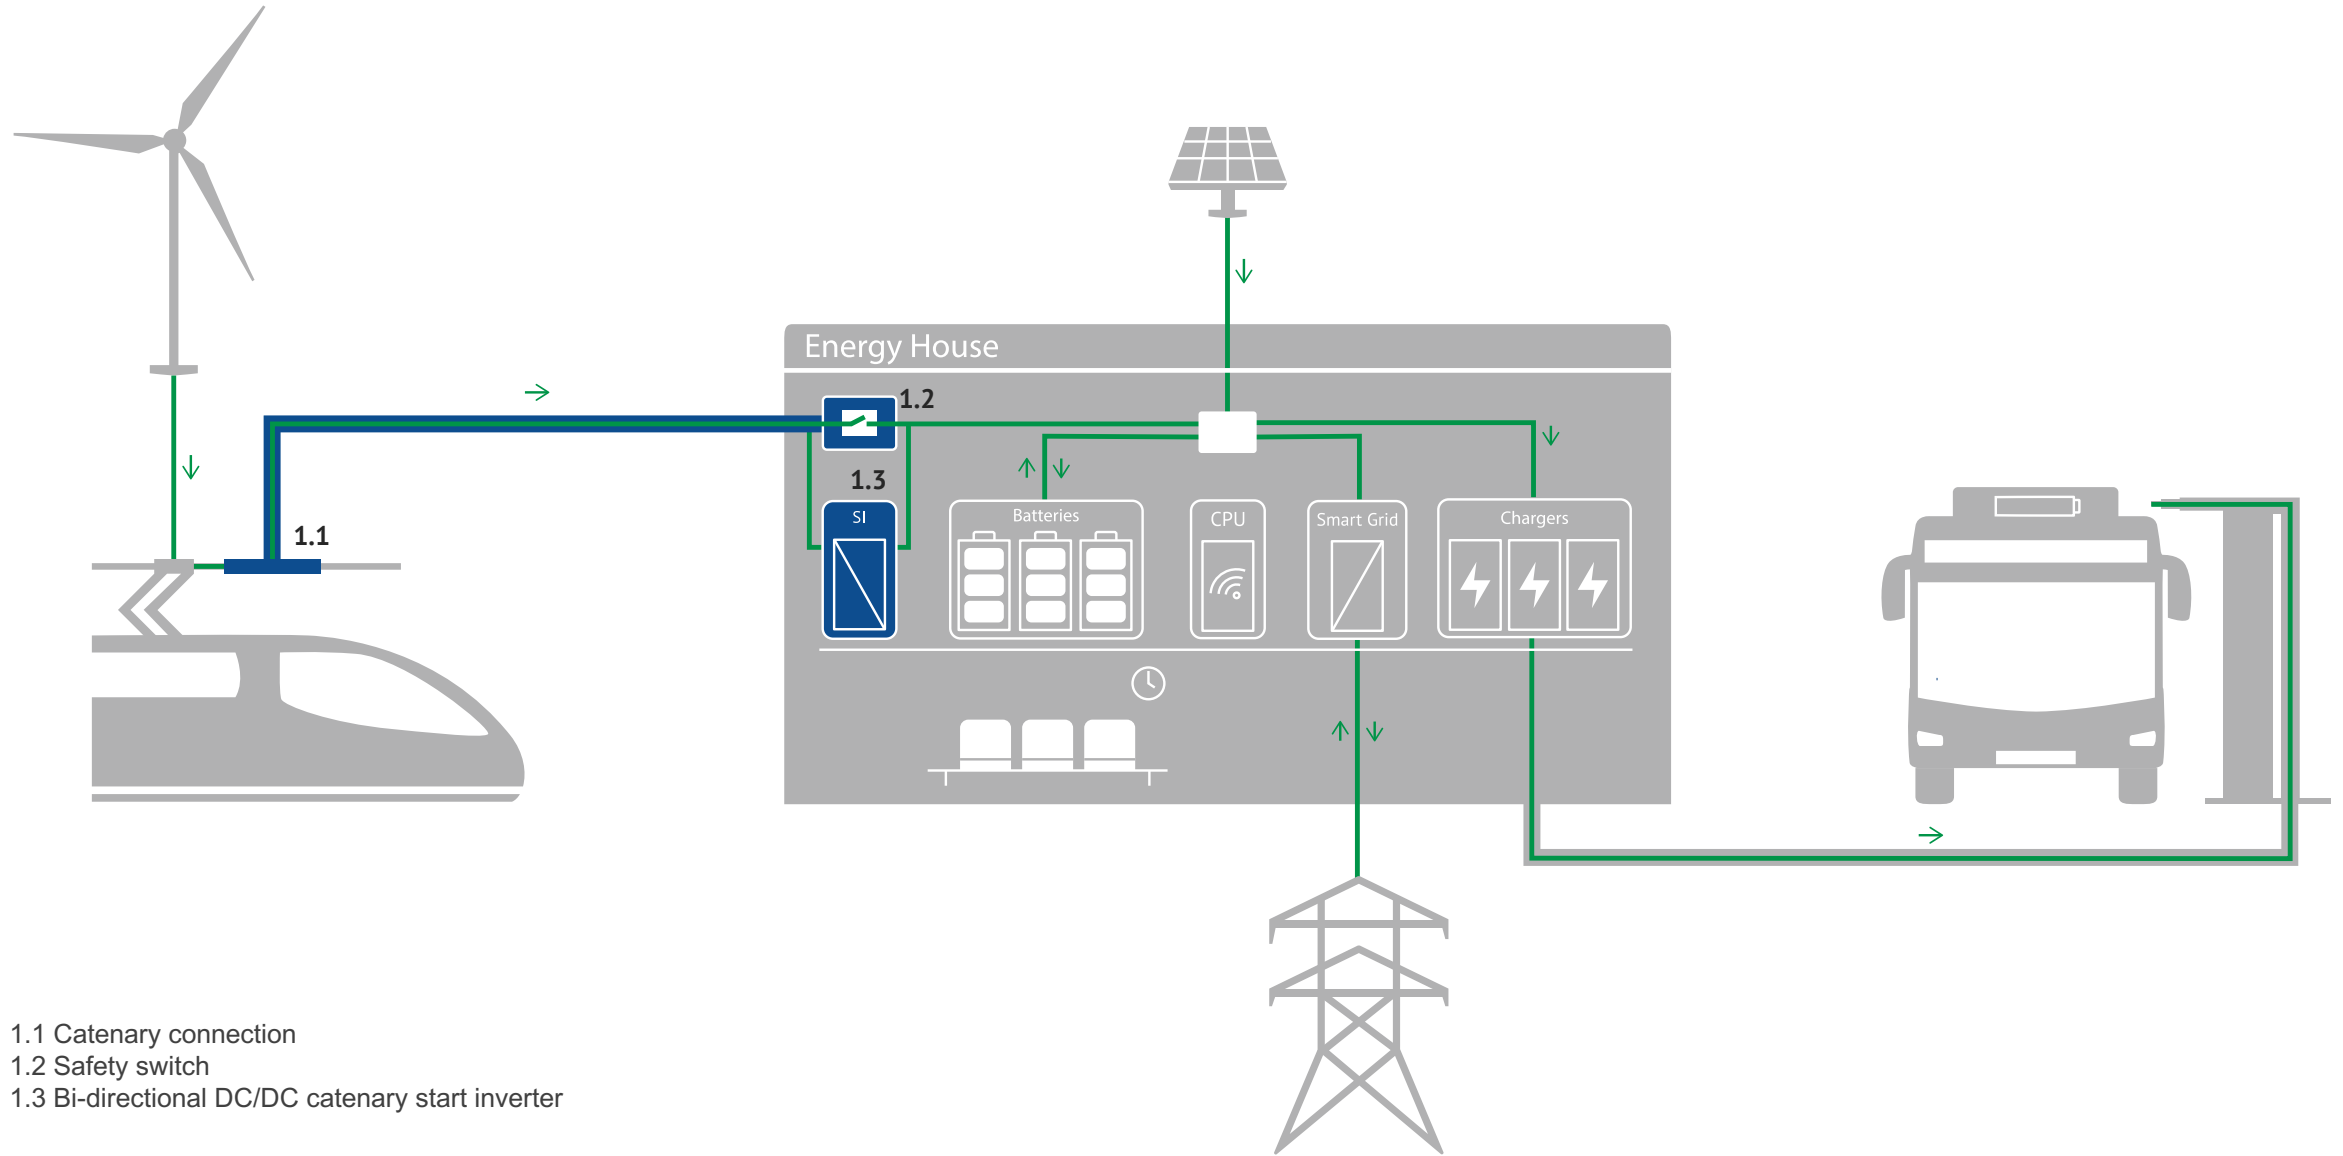 Energy House
1.2
1.3
1.1
SI
Batteries
CPU
Smart Grid
Chargers
1.1 Catenary connection
1.2 Safety switch
1.3 Bi-directional DC/DC catenary start inverter